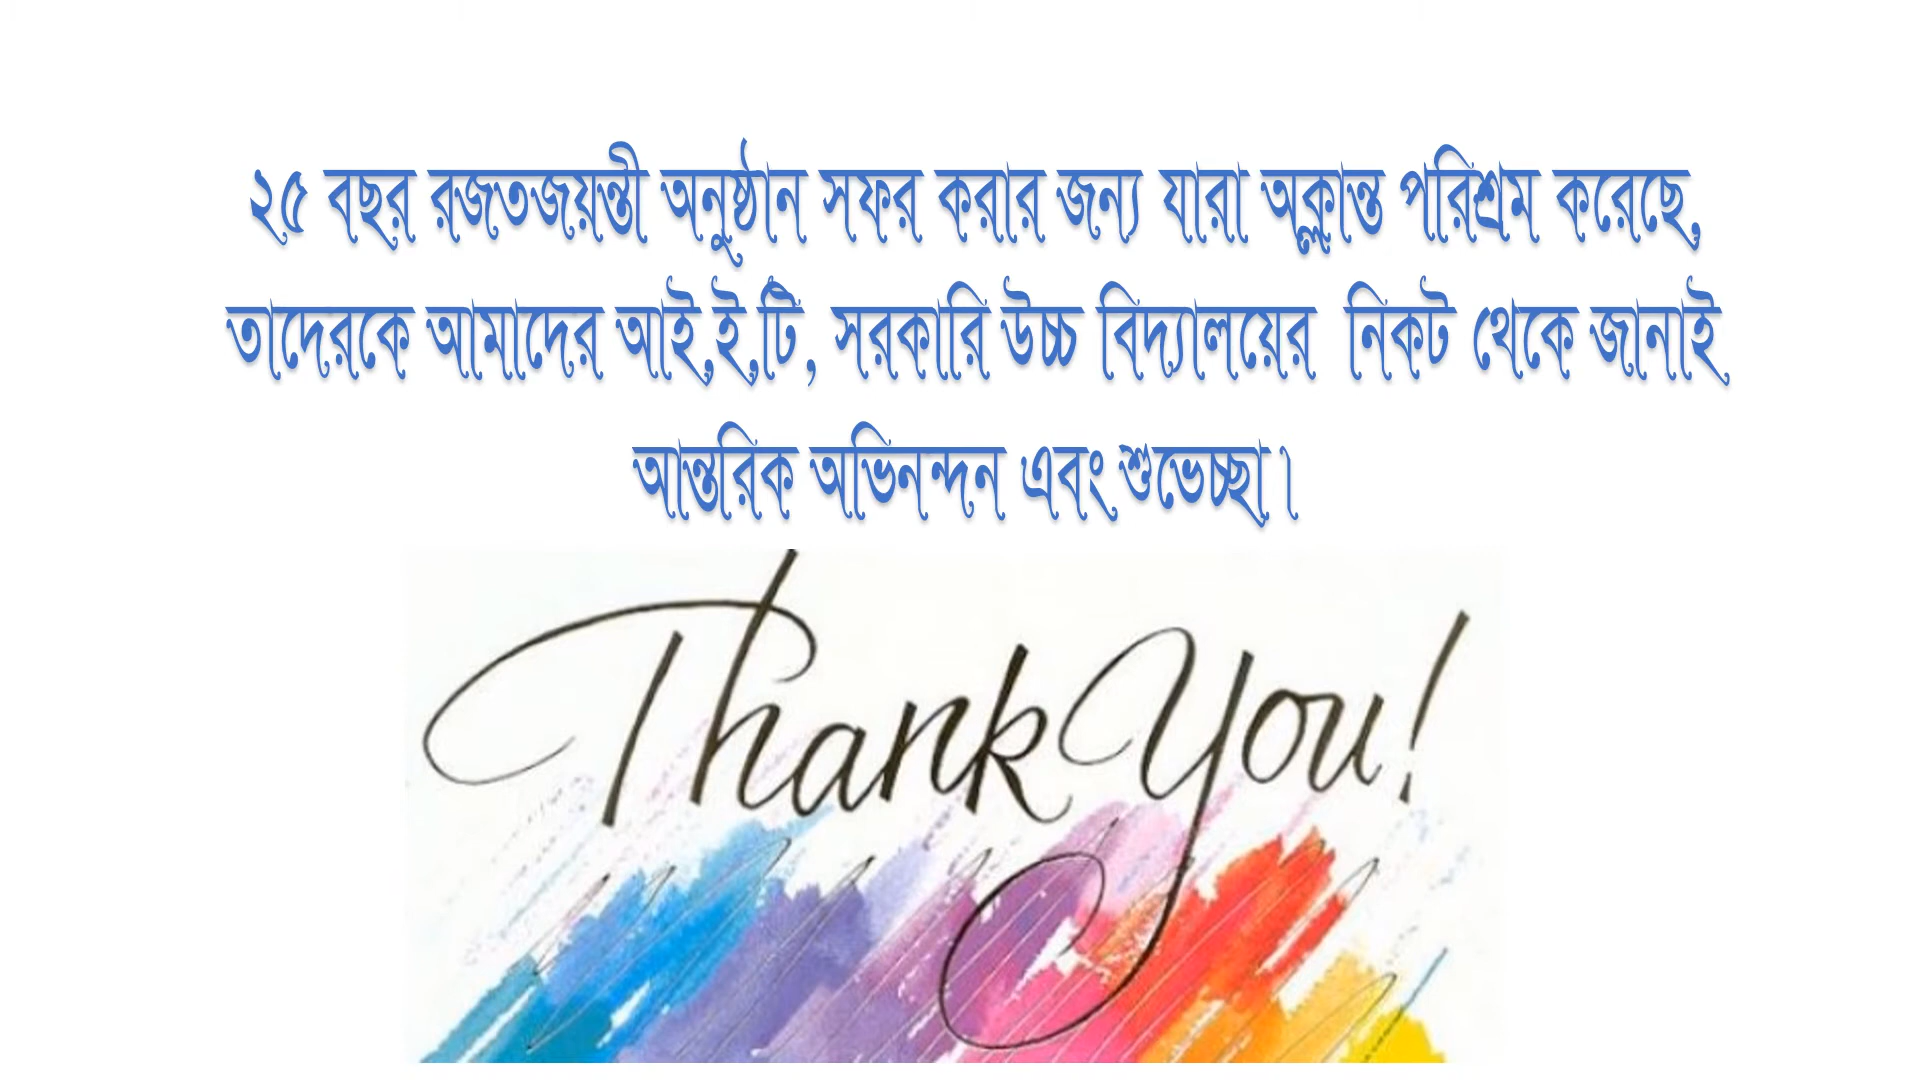 ২৫ বছর রজতজয়ন্তী অনুষ্ঠান সফর করার জন্য যারা অক্লান্ত পরিশ্রম করেছে,
তাদেরকে আমাদের আই,ই,টি, সরকারি উচ্চ বিদ্যালয়ের নিকট থেকে জানাই
আন্তরিক অভিনন্দন এবং শুভেচ্ছা।
Thank You!